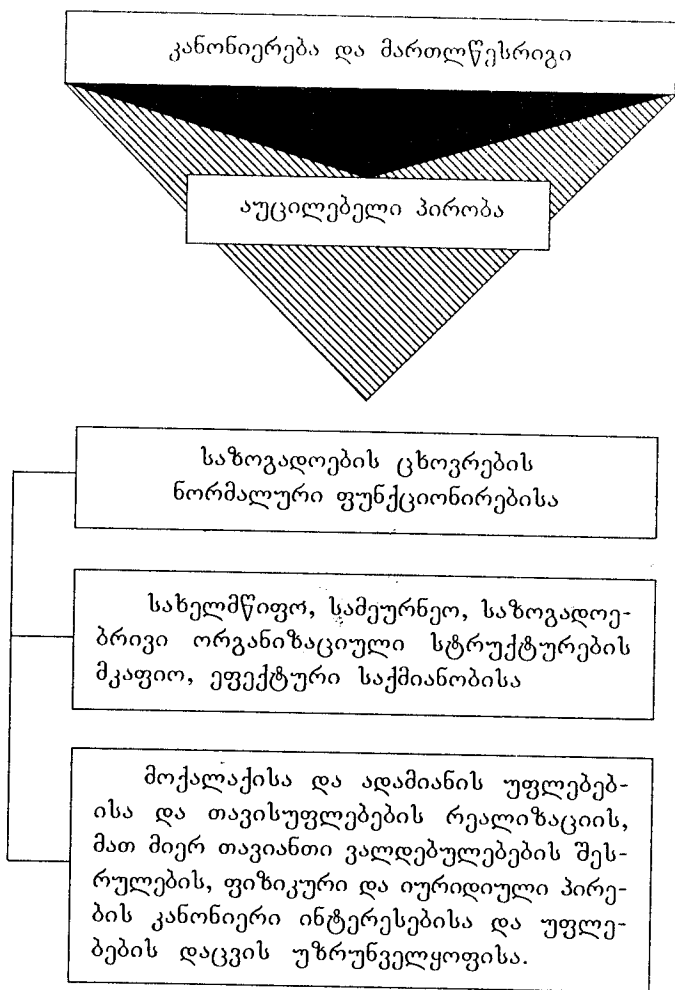 კანონიერება და მართლწესრიგი
აუცილებელი პირობა
საზოგადოების ცხოვრების
ნორმალური ფუნქციონირებისა
სახელმწიფო, სამეურნეო, საზოგადოე-
ბრივი ორგანიზაციული სტრუქტურების
მკაფიო, ეფექტური საქმიანობისა
მოქალაქისა და ადამიანის უფლებებ-
ისა და თავისუფლებების რეალიზაციის,
მათ მიერ თავიანთი ვალდებულებების შეს-
რულების, ფიზიკური და იურიდიული პირე-
ბის კანონიერი ინტერესებისა და უფლე-
ბების დაცვის უზრუნველყოფისა.